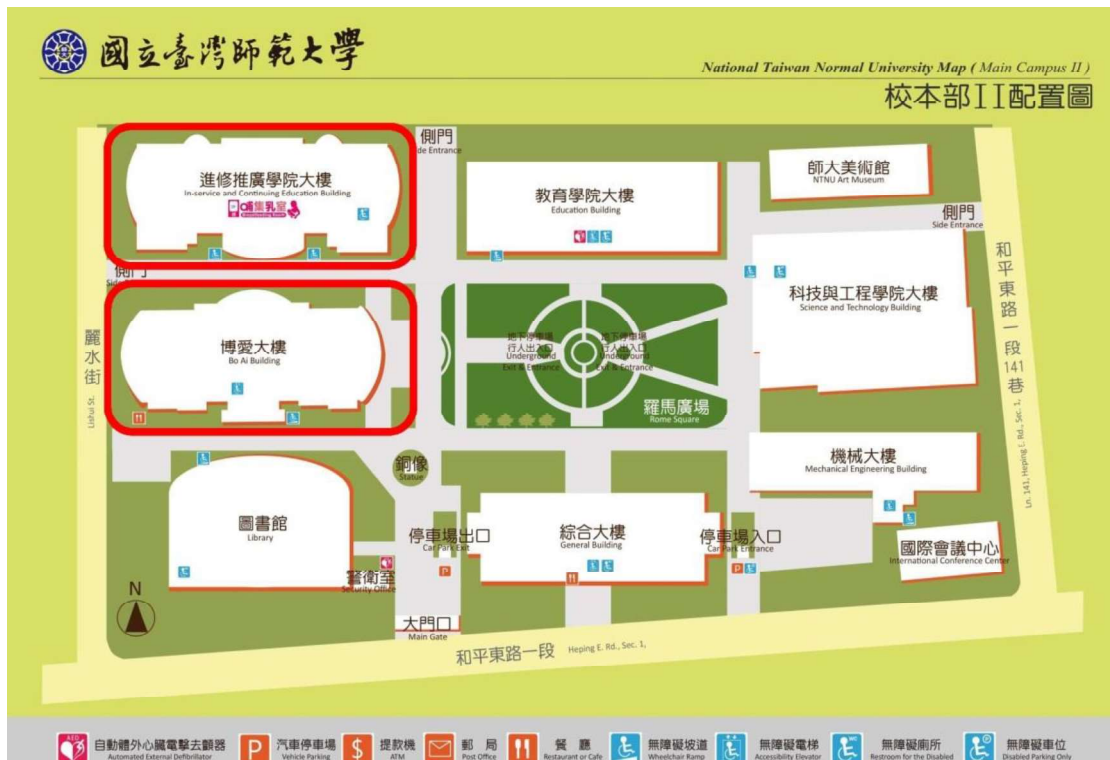 國立臺灣師範大學
National Taiwan Normal University Map ( Main Campus II )
校本部II配置圖
進修推廣學院大樓
In-service and Continuing Education Building
哺集乳室
Breastfeeding Room
側門
Side Entrance
教育學院大樓
Education Building
師大美術館
NTNU Art Museum
側門
Side Entrance
側門
麗水街
Lishui St.
博愛大樓
Bo Ai Building
地下停車場
行人出入口
Underground
Exit & Entrance
地下停車場
行人出入口
Underground
Exit & Entrance
羅馬廣場
Rome Square
科技與工程學院大樓
Science and Technology Building
和平東路一段141巷
Ln. 141, Heping E. Rd., Sec. 1,
機械大樓
Mechanical Engineering Building
銅像
Statue
圖書館
Library
停車場出口
Car Park Exit
綜合大樓
General Building
停車場入口
Car Park Entrance
國際會議中心
International Conference Center
警衛室
Security Office
N
大門口
Main Gate
和平東路一段 Heping E. Rd., Sec. 1,
P
P
AED
自動體外心臟電擊去顫器
Automated External Defibrillator
P
汽車停車場
Vehicle Parking
$
提款機
ATM
郵局
Post Office
餐廳
Restaurant or Cafe
無障礙坡道
Wheelchair Ramp
無障礙電梯
Accessibility Elevator
無障礙廁所
Restroom for the Disabled
無障礙車位
Disabled Parking Only